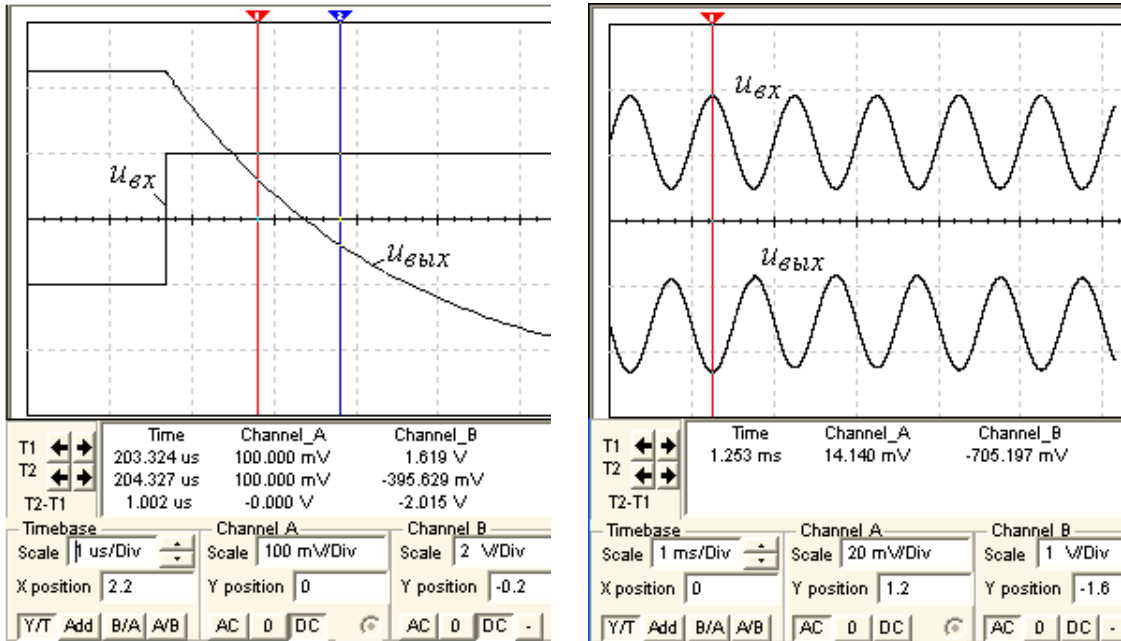 1
2
uвх
uвых
T1
T2
T2-T1
Time Channel_A Channel_B
203.324 us 100.000 mV 1.619 V
204.327 us 100.000 mV -395.629 mV
1.002 us -0.000 V -2.015 V
Timebase Channel A Channel B
Scale 1 us/Div Scale 100 mV/Div Scale 2 V/Div
X position 2.2 Y position 0 Y position -0.2
Y/T Add B/A A/B AC 0 DC AC 0 DC -
uвх
uвых
T1
T2
T2-T1
Time Channel_A Channel_B
1.253 ms 14.140 mV -705.197 mV
Timebase Channel A Channel B
Scale 1 ms/Div Scale 20 mV/Div Scale 1 V/Div
X position 0 Y position 1.2 Y position -1.6
Y/T Add B/A A/B AC 0 DC AC 0 DC -